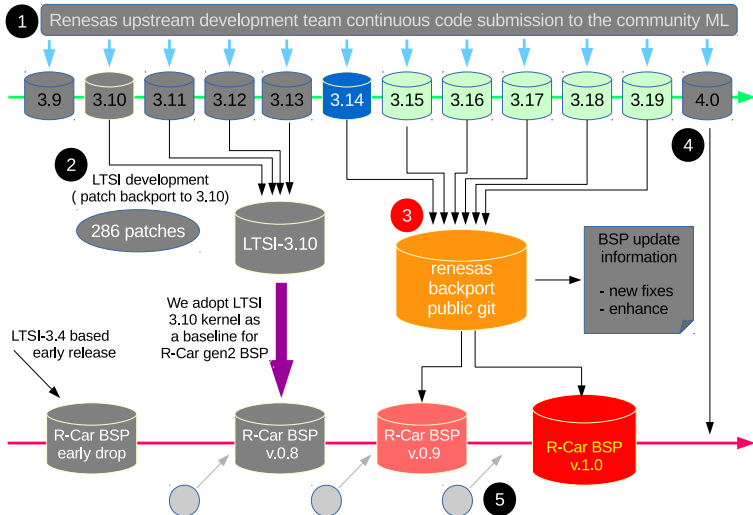 1
Renesas upstream development team continuous code submission to the community ML
3.9
3.10
3.11
3.12
3.13
3.14
3.15
3.16
3.17
3.18
3.19
4.0
2
LTSI development
( patch backport to 3.10)
286 patches
LTSI-3.10
3
renesas
backport
public git
4
BSP update
information
- new fixes
- enhance
We adopt LTSI
3.10 kernel as
a baseline for
R-Car gen2 BSP
LTSI-3.4 based
early release
R-Car BSP
early drop
R-Car BSP
v.0.8
R-Car BSP
v.0.9
R-Car BSP
v.1.0
5